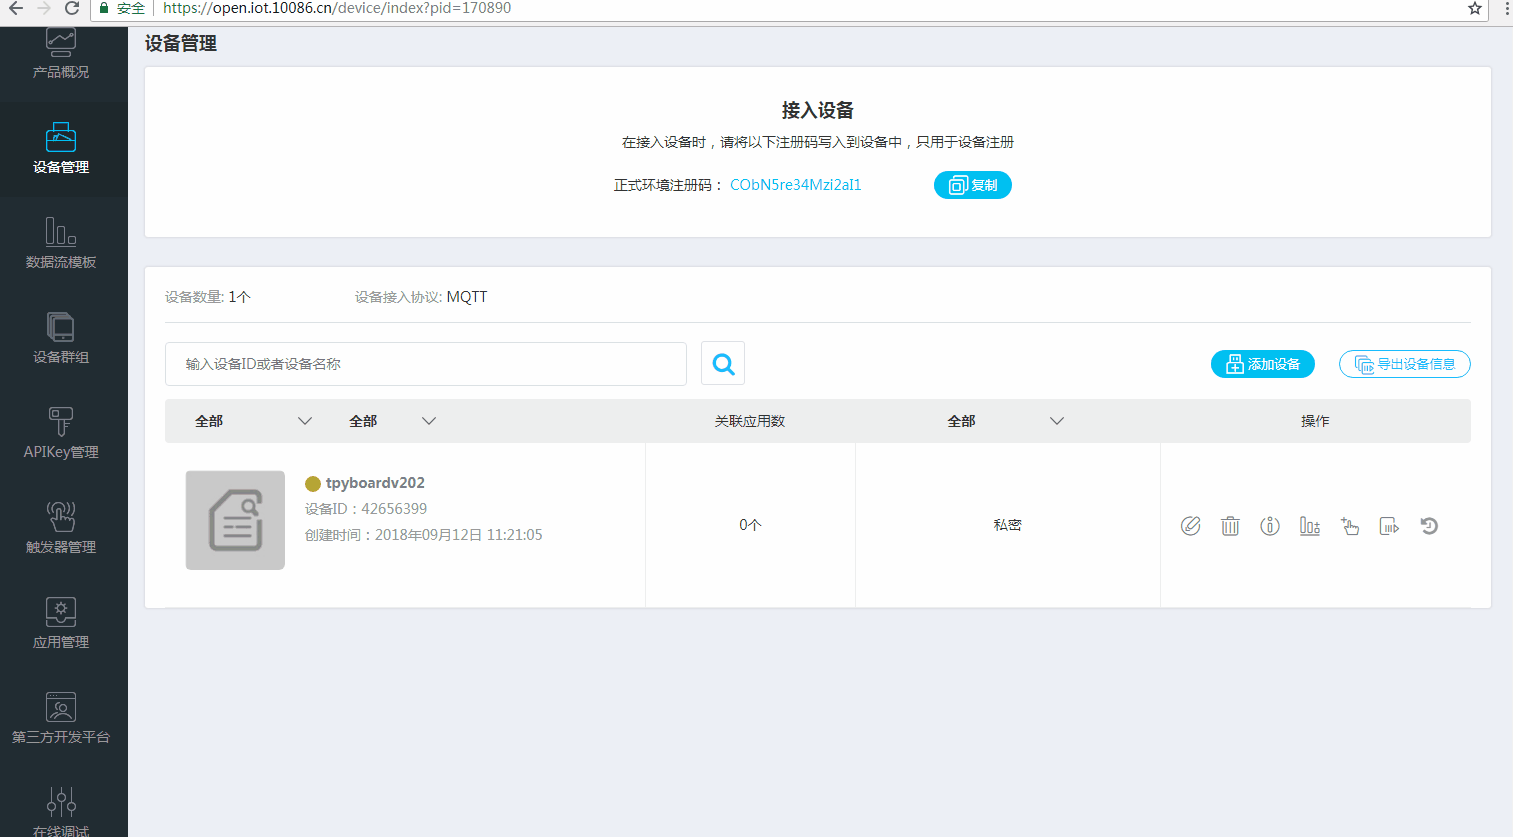 安全 https://open.iot.10086.cn/device/index?pid=170890
产品概况
设备管理
数据流模板
设备群组
APIKey管理
触发器管理
应用管理
第三方开发平台
在线调试
设备管理
接入设备
在接入设备时，请将以下注册码写入到设备中，只用于设备注册
正式环境注册码： CObN5re34Mzi2aI1 复制
设备数量: 1个 设备接入协议: MQTT
输入设备ID或者设备名称 添加设备 导出设备信息
全部 全部 关联应用数 全部 操作
tpyboardv202
设备ID：42656399
创建时间：2018年09月12日 11:21:05
0个 私密